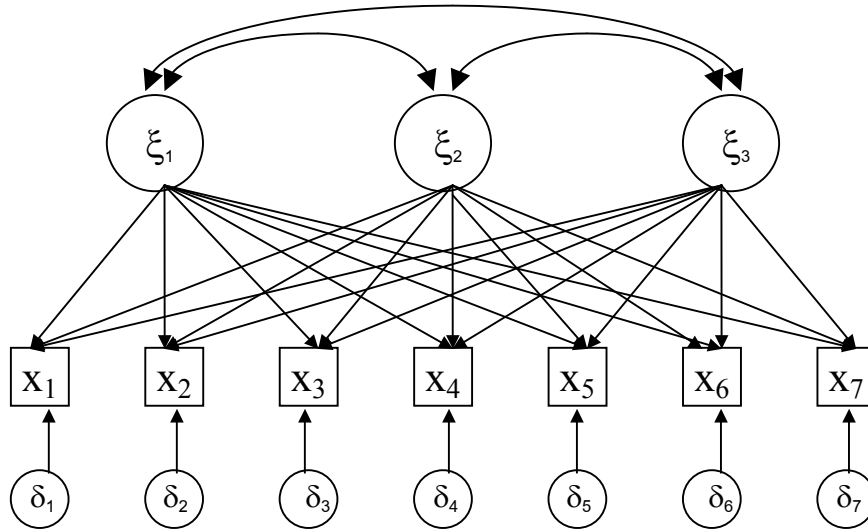 ξ₁ ξ₂ ξ₃
x₁ x₂ x₃ x₄ x₅ x₆ x₇
δ₁ δ₂ δ₃ δ₄ δ₅ δ₆ δ₇